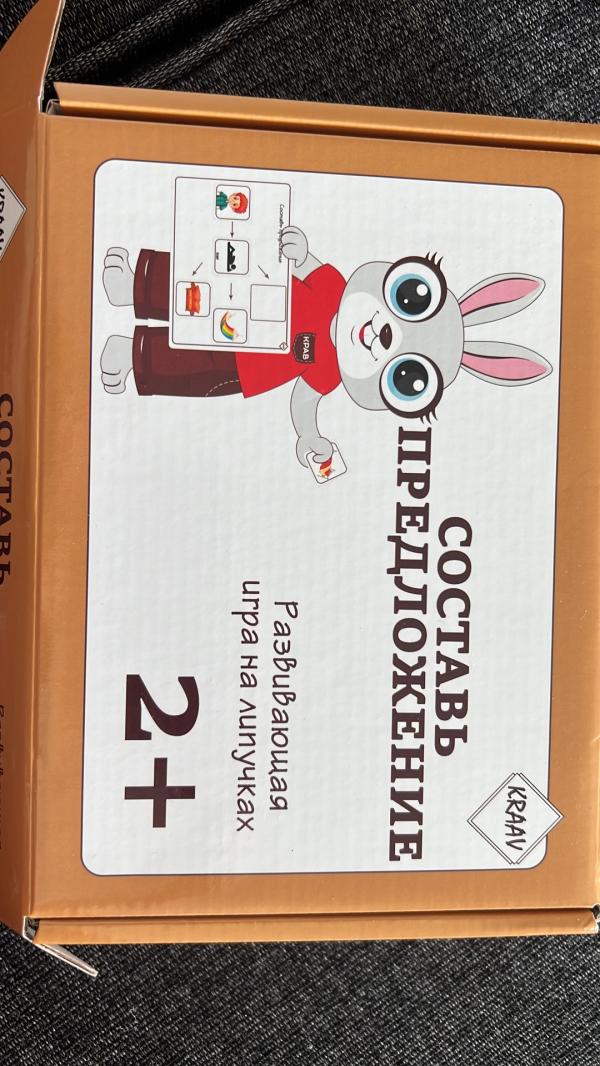 KRAAV
СОСТАВЬ
ПРЕДЛОЖЕНИЕ
Развивающая
игра на липучках
2+
КРАВ
СОСТАВЬ